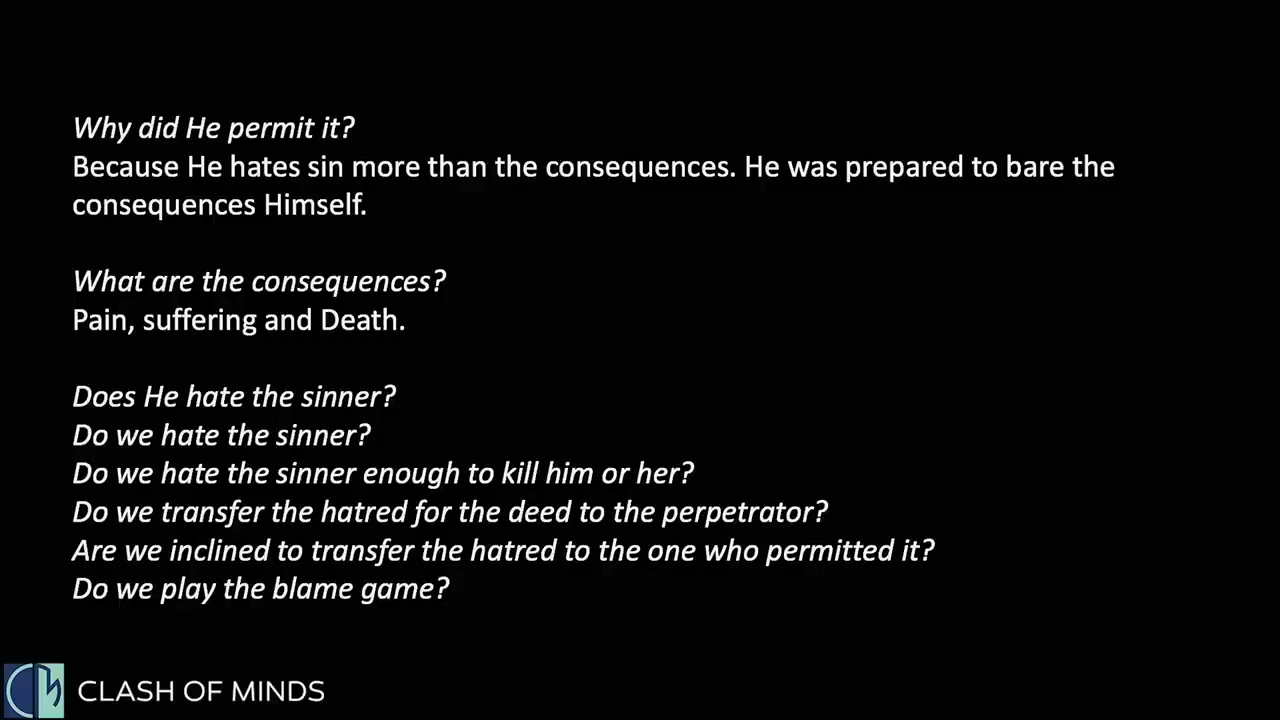 Why did He permit it?
Because He hates sin more than the consequences. He was prepared to bare the
consequences Himself.
What are the consequences?
Pain, suffering and Death.
Does He hate the sinner?
Do we hate the sinner?
Do we hate the sinner enough to kill him or her?
Do we transfer the hatred for the deed to the perpetrator?
Are we inclined to transfer the hatred to the one who permitted it?
Do we play the blame game?
CLASH OF MINDS